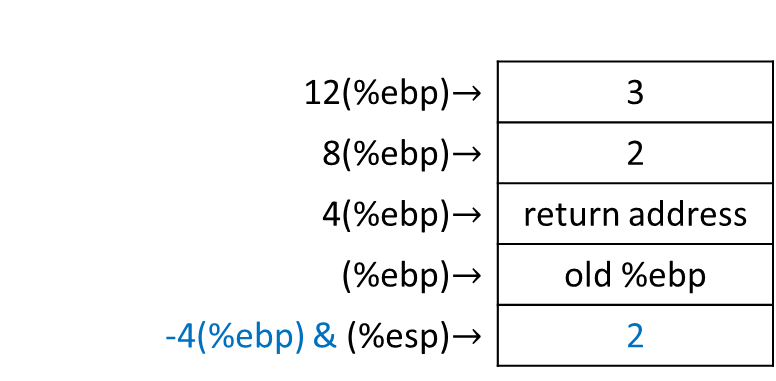 12(%ebp)→ 3
8(%ebp)→ 2
4(%ebp)→ return address
(%ebp)→ old %ebp
-4(%ebp) & (%esp)→ 2